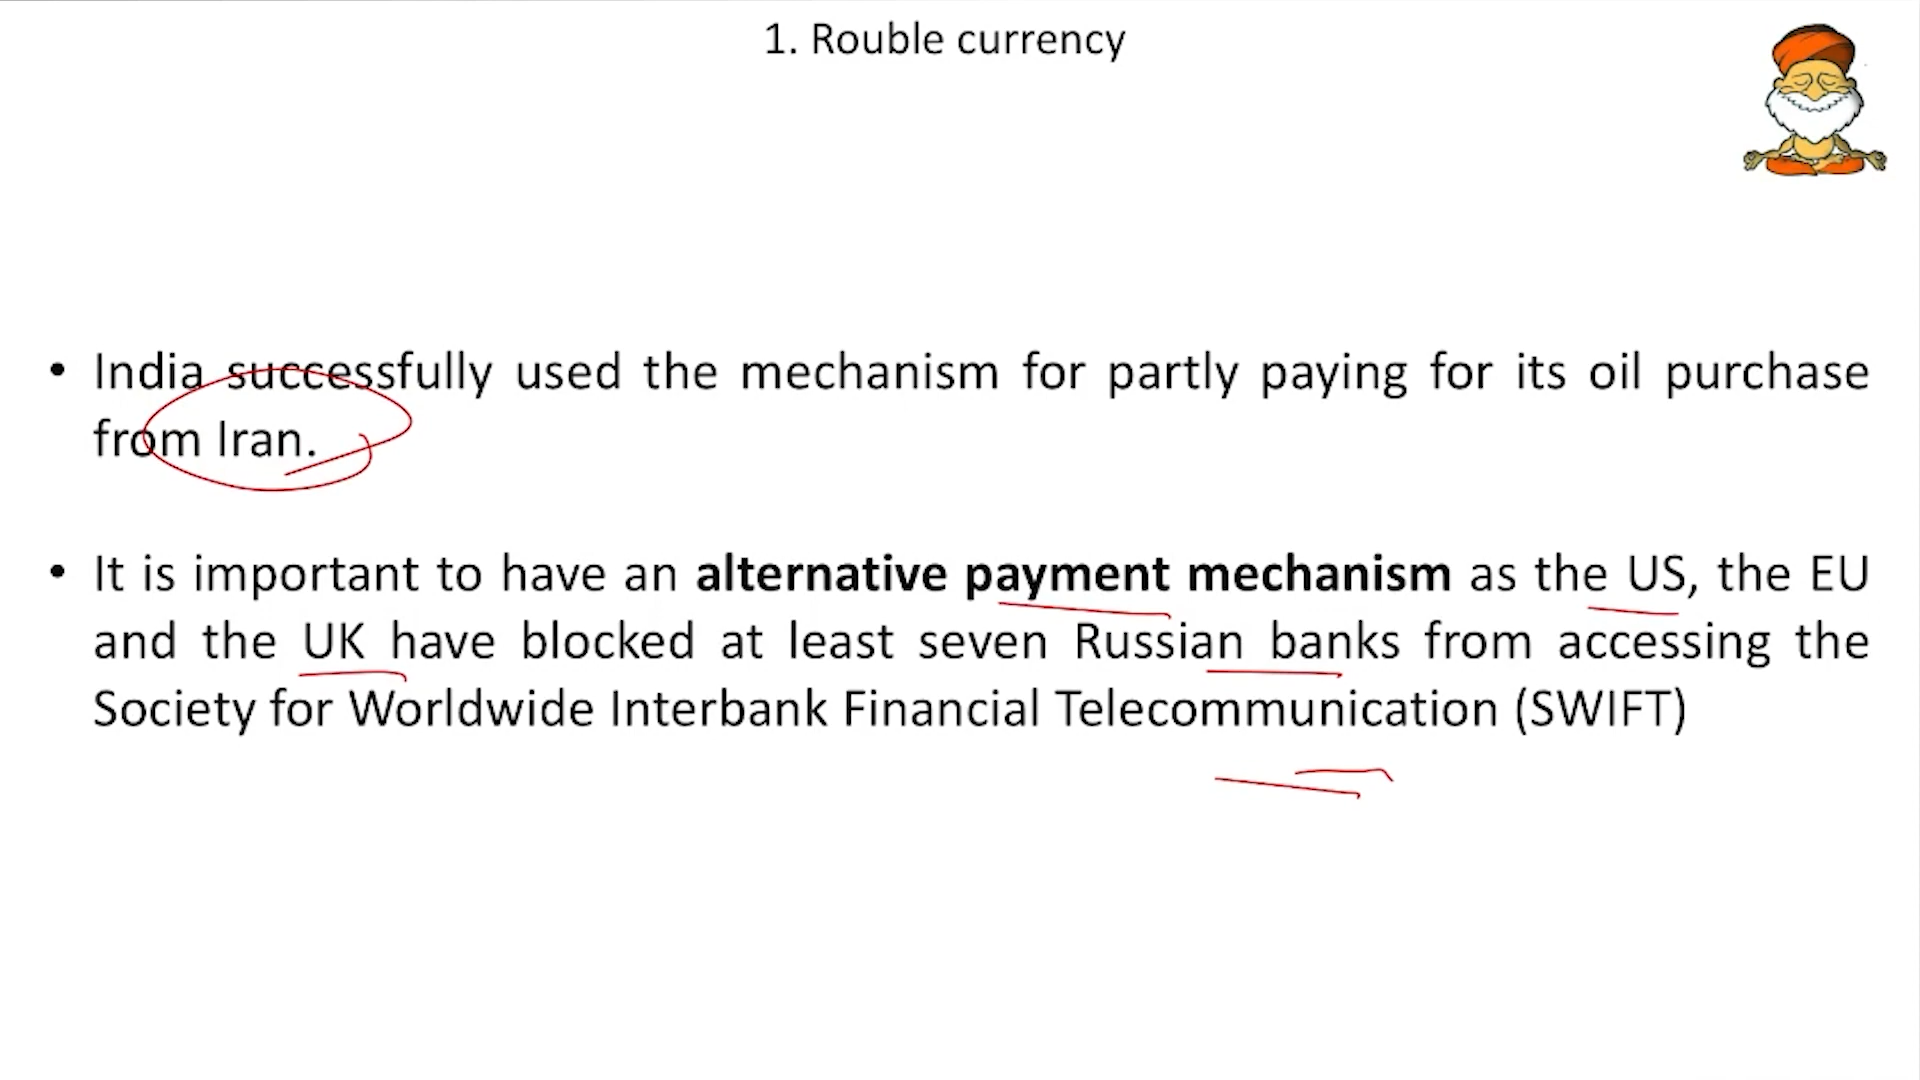 1. Rouble currency
• India successfully used the mechanism for partly paying for its oil purchase
from Iran.
• It is important to have an alternative payment mechanism as the US, the EU
and the UK have blocked at least seven Russian banks from accessing the
Society for Worldwide Interbank Financial Telecommunication (SWIFT)